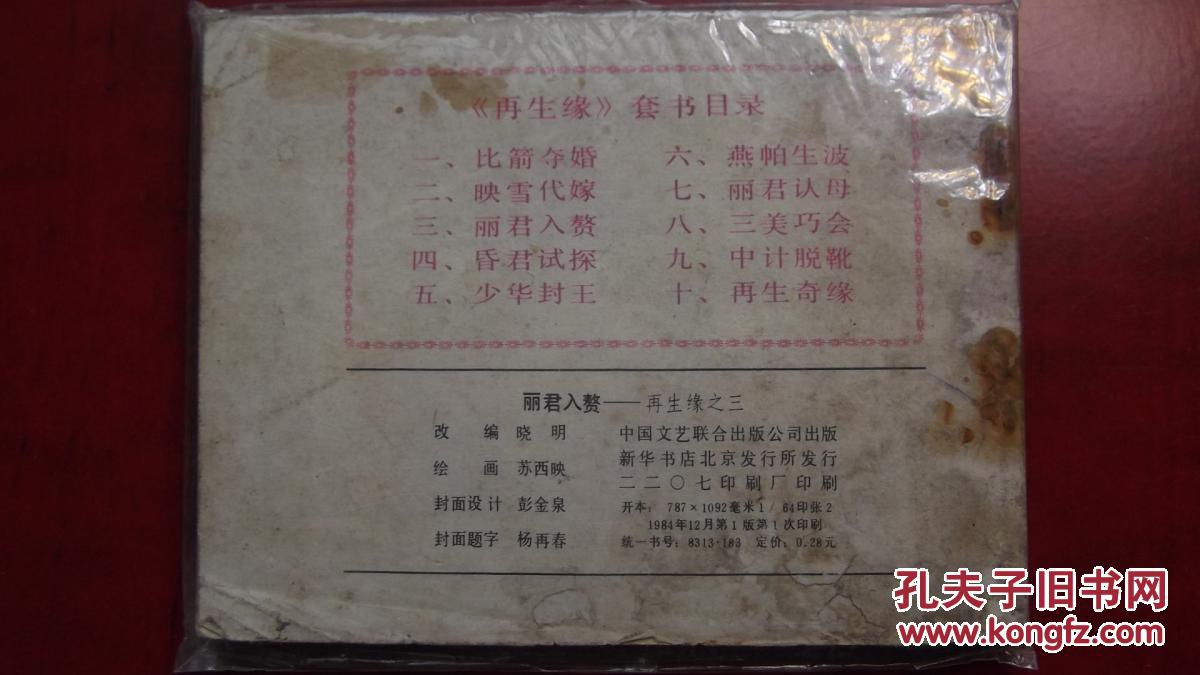 《再生缘》套书目录
一、比箭夺婚
二、映雪代嫁
三、丽君入赘
四、昏君试探
五、少华封王
六、燕帕生波
七、丽君认母
八、三美巧会
九、中计脱靴
十、再生奇缘
丽君入赘——再生缘之三
改 编 晓 明
绘 画 苏西映
封面设计 彭金泉
封面题字 杨再春
中国文艺联合出版公司出版
新华书店北京发行所发行
二二〇七印刷厂印刷
开本：787×1092毫米1/64印张2
1984年12月第1版第1次印刷
统一书号：8313·183 定价：0.28元
孔夫子旧书网
www.kongfz.com